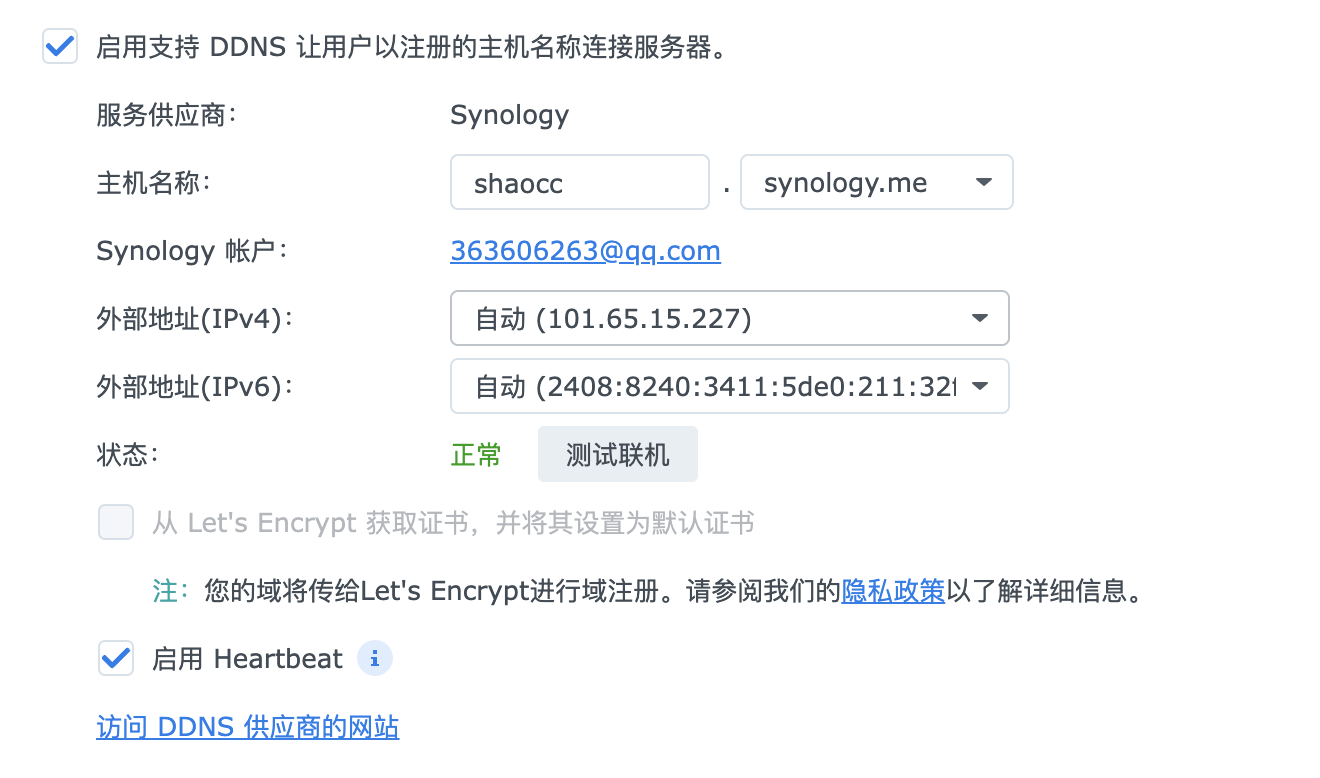 启用支持 DDNS 让用户以注册的主机名称连接服务器。
服务供应商： Synology
主机名称： shaocc . synology.me
Synology 帐户： 363606263@qq.com
外部地址(IPv4)： 自动 (101.65.15.227)
外部地址(IPv6)： 自动 (2408:8240:3411:5de0:211:32
状态： 正常 测试联机
从 Let's Encrypt 获取证书，并将其设置为默认证书
注： 您的域将传给Let's Encrypt进行域注册。请参阅我们的隐私政策以了解详细信息。
启用 Heartbeat
访问 DDNS 供应商的网站